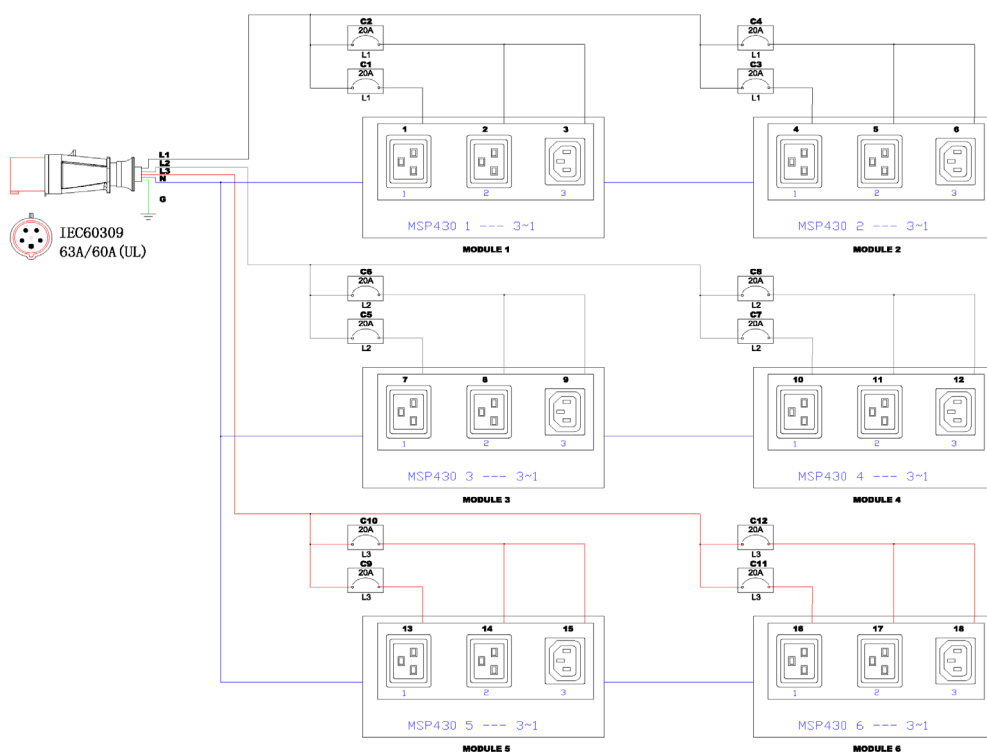 C2 C4
20A 20A
L1 L1
C1 C3
20A 20A
L1 L1
1 2 3 4 5 6
1 2 3 1 2 3
MSP430 1 --- 3~1 MSP430 2 --- 3~1
MODULE 1 MODULE 2
L1
L2
L3
N
G
IEC60309
63A/60A(UL)
C6 C8
20A 20A
L2 L2
C5 C7
20A 20A
L2 L2
7 8 9 10 11 12
1 2 3 1 2 3
MSP430 3 --- 3~1 MSP430 4 --- 3~1
MODULE 3 MODULE 4
C10 C12
20A 20A
L3 L3
C9 C11
20A 20A
L3 L3
13 14 15 16 17 18
1 2 3 1 2 3
MSP430 5 --- 3~1 MSP430 6 --- 3~1
MODULE 5 MODULE 6